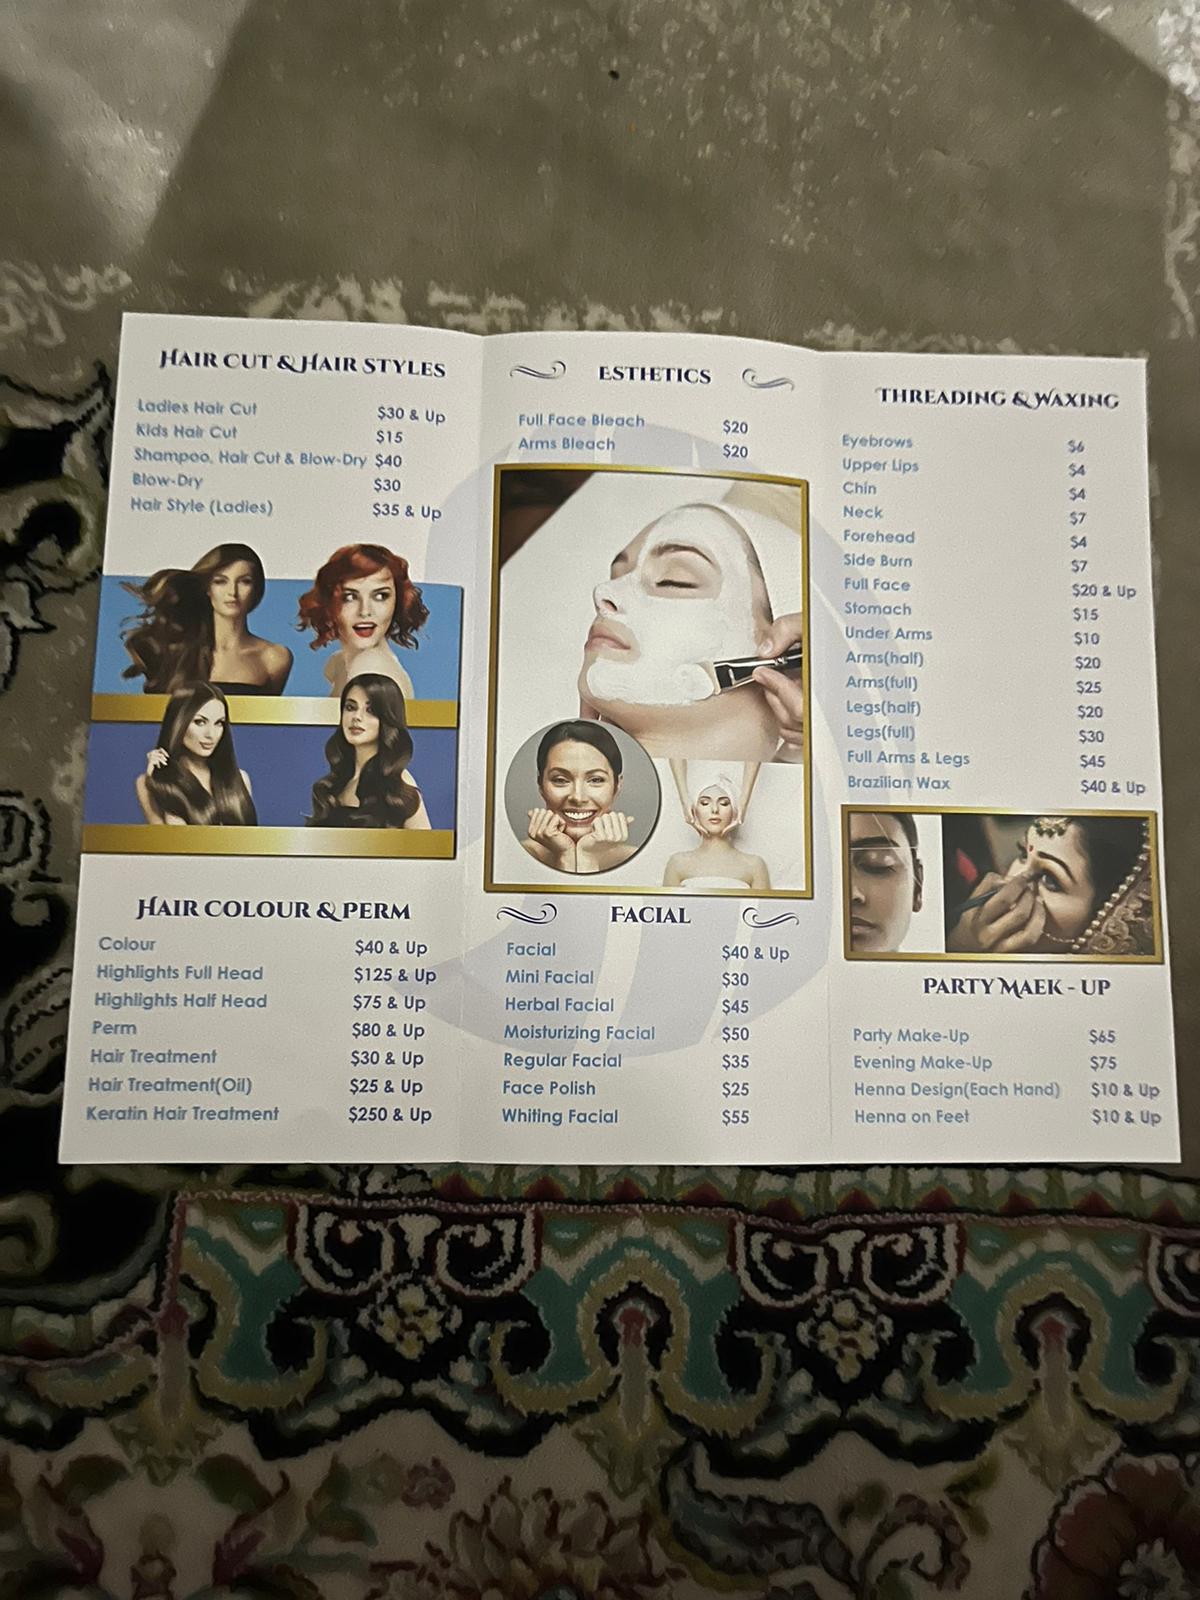 HAIR CUT & HAIR STYLES
Ladies Hair Cut $30 & Up
Kids Hair Cut $15
Shampoo, Hair Cut & Blow-Dry $40
Blow-Dry $30
Hair Style (Ladies) $35 & Up
HAIR COLOUR & PERM
Colour $40 & Up
Highlights Full Head $125 & Up
Highlights Half Head $75 & Up
Perm $80 & Up
Hair Treatment $30 & Up
Hair Treatment(Oil) $25 & Up
Keratin Hair Treatment $250 & Up
ESTHETICS
Full Face Bleach $20
Arms Bleach $20
FACIAL
Facial $40 & Up
Mini Facial $30
Herbal Facial $45
Moisturizing Facial $50
Regular Facial $35
Face Polish $25
Whiting Facial $55
THREADING & WAXING
Eyebrows $6
Upper Lips $4
Chin $4
Neck $7
Forehead $4
Side Burn $7
Full Face $20 & Up
Stomach $15
Under Arms $10
Arms(half) $20
Arms(full) $25
Legs(half) $20
Legs(full) $30
Full Arms & Legs $45
Brazilian Wax $40 & Up
PARTY MAEK - UP
Party Make-Up $65
Evening Make-Up $75
Henna Design(Each Hand) $10 & Up
Henna on Feet $10 & Up